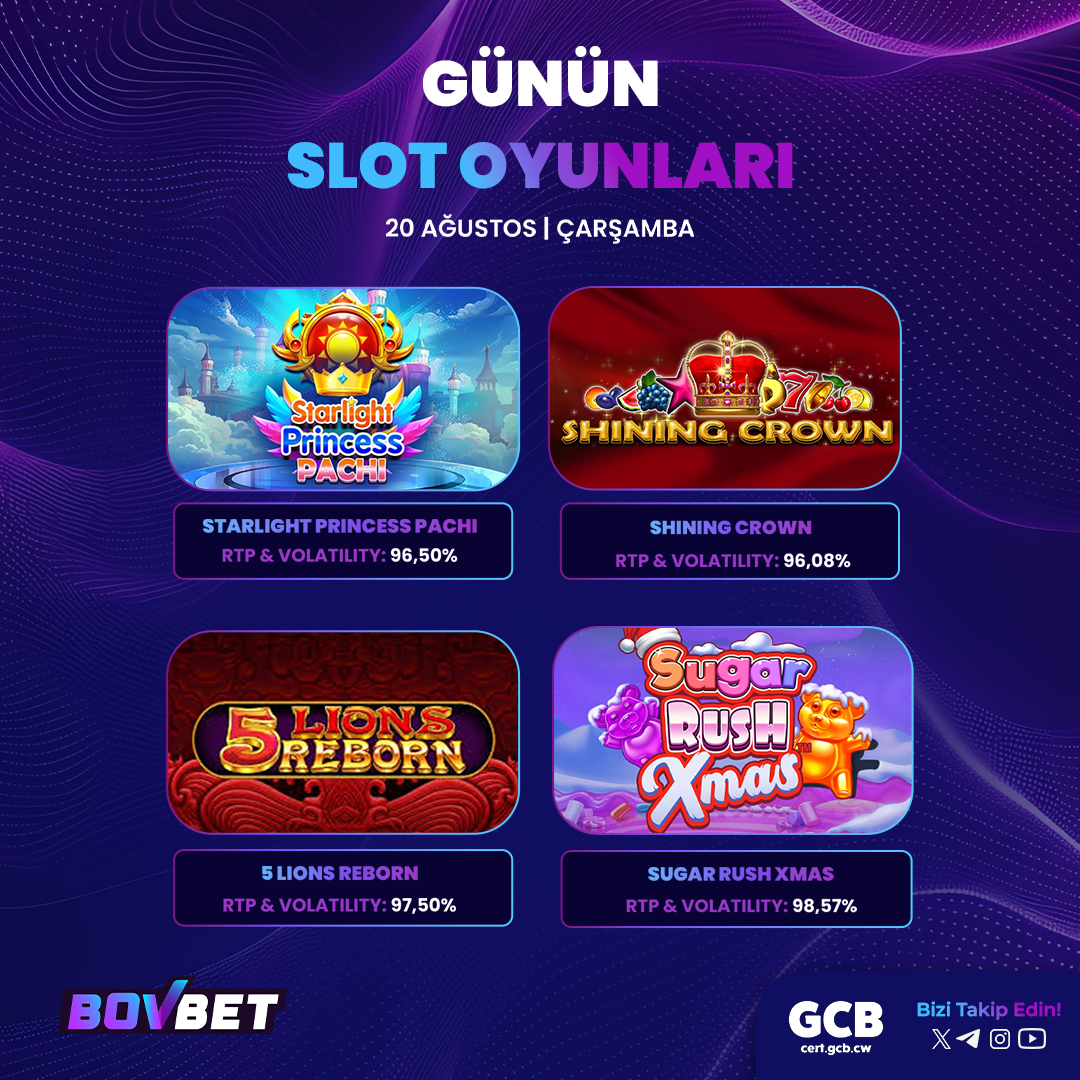 GÜNÜN
SLOT OYUNLARI
20 AĞUSTOS | ÇARŞAMBA
Starlight
Princess
PACHI
SHINING CROWN
STARLIGHT PRINCESS PACHI
RTP & VOLATILITY: 96,50%
SHINING CROWN
RTP & VOLATILITY: 96,08%
5 LIONS
REBORN
Sugar
RUSH
Xmas™
5 LIONS REBORN
RTP & VOLATILITY: 97,50%
SUGAR RUSH XMAS
RTP & VOLATILITY: 98,57%
BOVBET
GCB
cert.gcb.cw
Bizi Takip Edin!